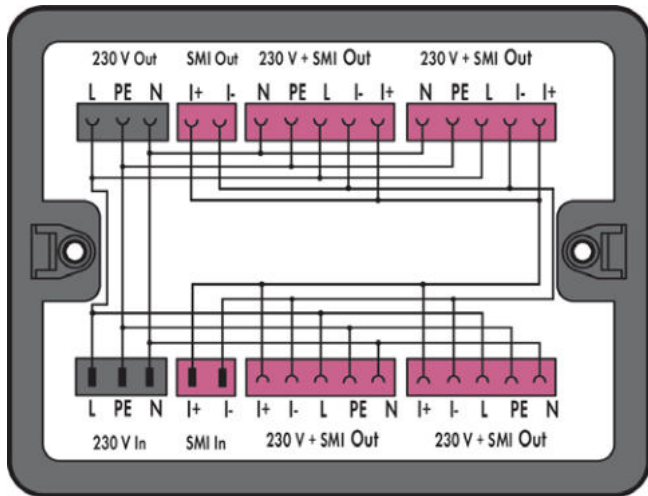 230 V Out SMI Out 230 V + SMI Out 230 V + SMI Out
L PE N I+ I- N PE L I- I+ N PE L I- I+
L PE N I+ I- I+ I- L PE N I+ I- L PE N
230 V In SMI In 230 V + SMI Out 230 V + SMI Out